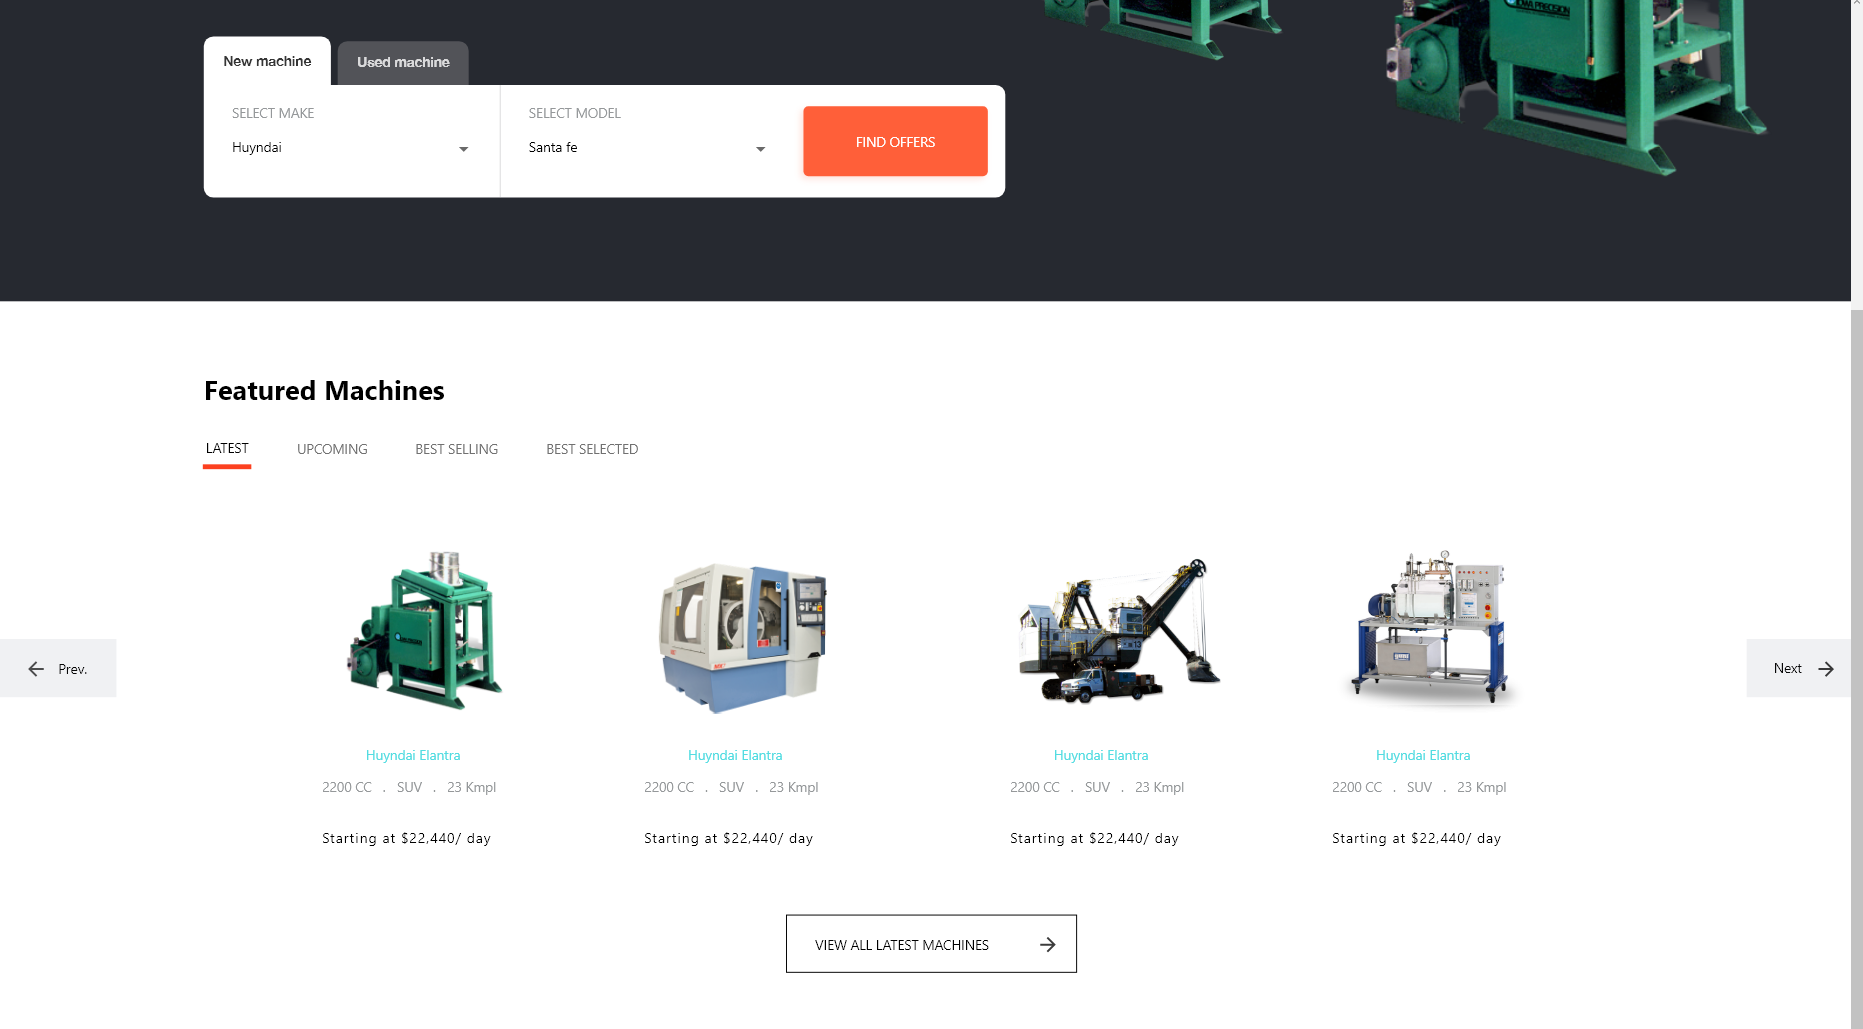 IOWA PRECISION
New machine
Used machine
SELECT MAKE
SELECT MODEL
Huyndai
Santa fe
FIND OFFERS
Featured Machines
LATEST
UPCOMING
BEST SELLING
BEST SELECTED
Prev.
Next
Huyndai Elantra
2200 CC . SUV . 23 Kmpl
Starting at $22,440/ day
Huyndai Elantra
2200 CC . SUV . 23 Kmpl
Starting at $22,440/ day
Huyndai Elantra
2200 CC . SUV . 23 Kmpl
Starting at $22,440/ day
Huyndai Elantra
2200 CC . SUV . 23 Kmpl
Starting at $22,440/ day
VIEW ALL LATEST MACHINES